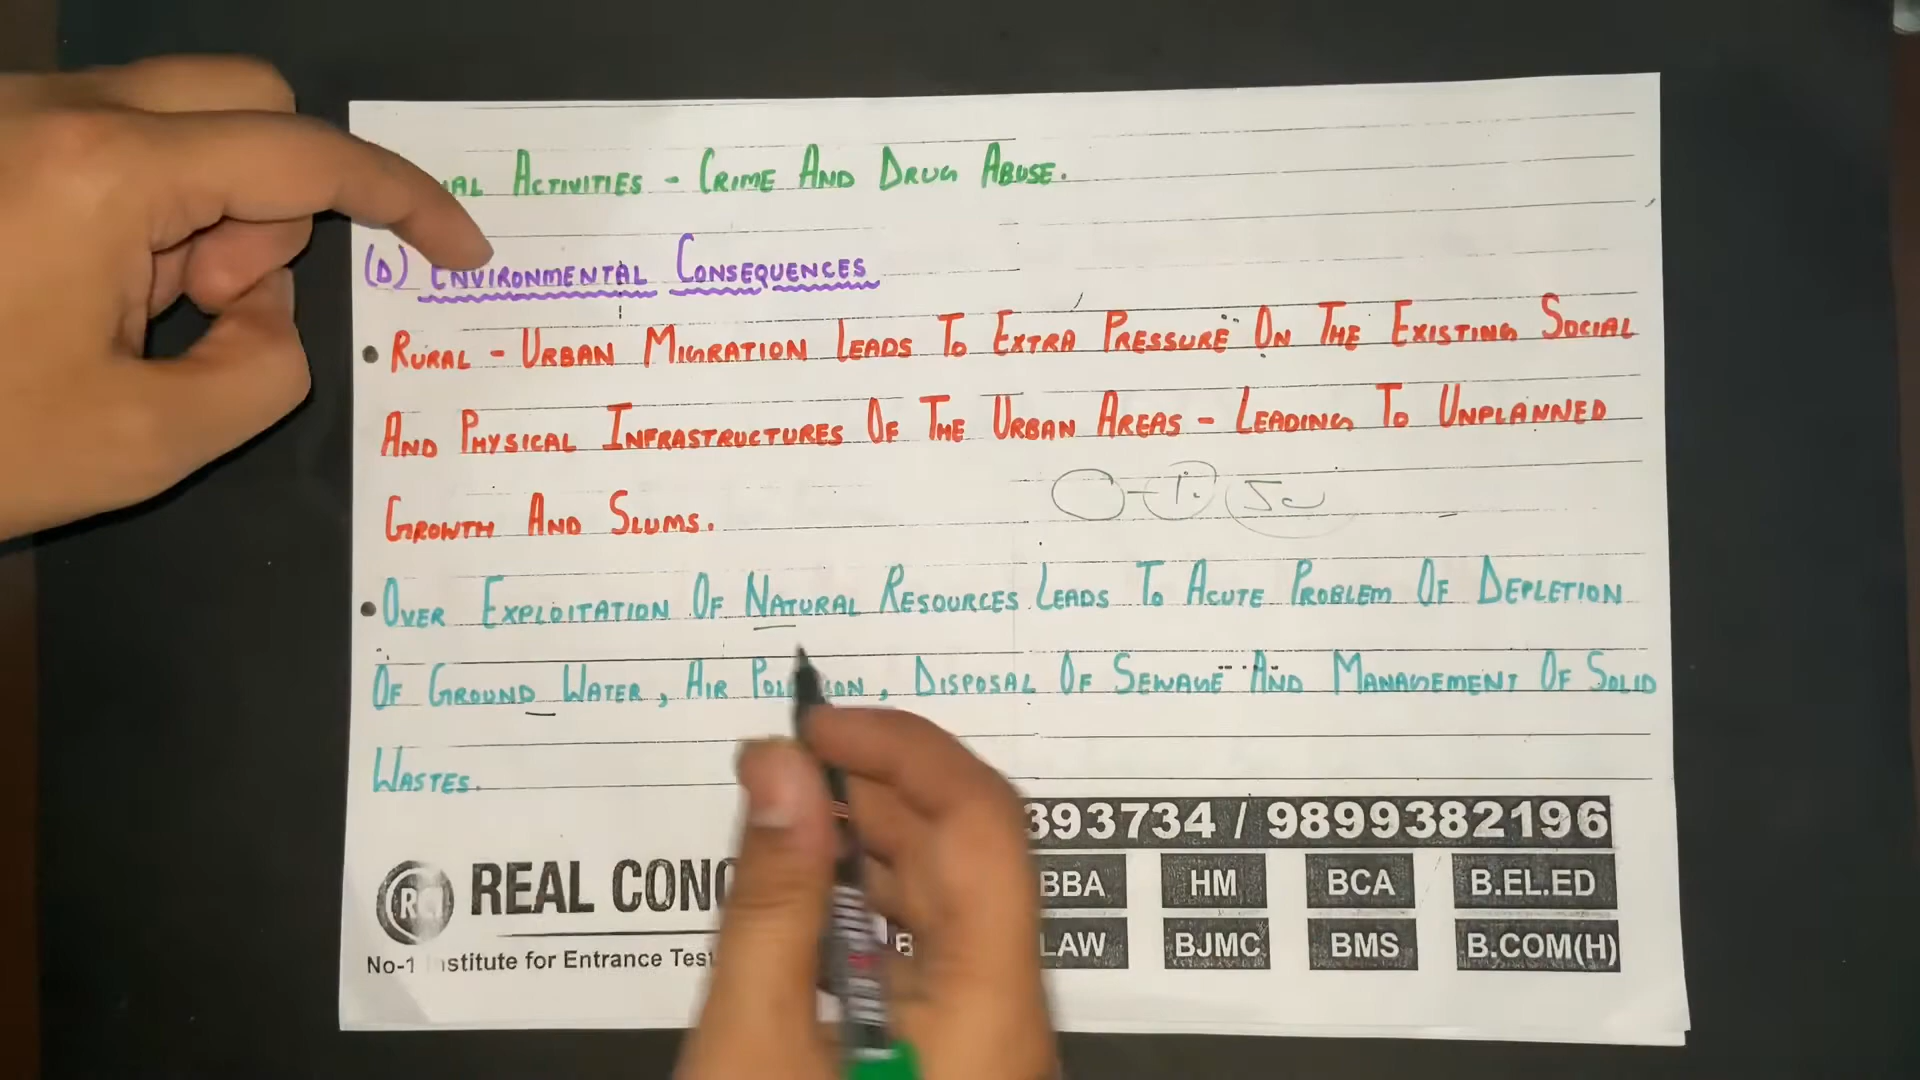 Activities - Crime And Drug Abuse.
(D) Environmental Consequences
• Rural - Urban Migration Leads To Extra Pressure On The Existing Social
And Physical Infrastructures Of The Urban Areas - Leading To Unplanned
Growth And Slums.
• Over Exploitation Of Natural Resources Leads To Acute Problem Of Depletion
Of Ground Water, Air Pollution, Disposal Of Sewage And Management Of Solid
Wastes.
393734 / 9899382196
REAL
No-1 Institute for Entrance
BBA HM BCA B.EL.ED
LAW BJMC BMS B.COM(H)